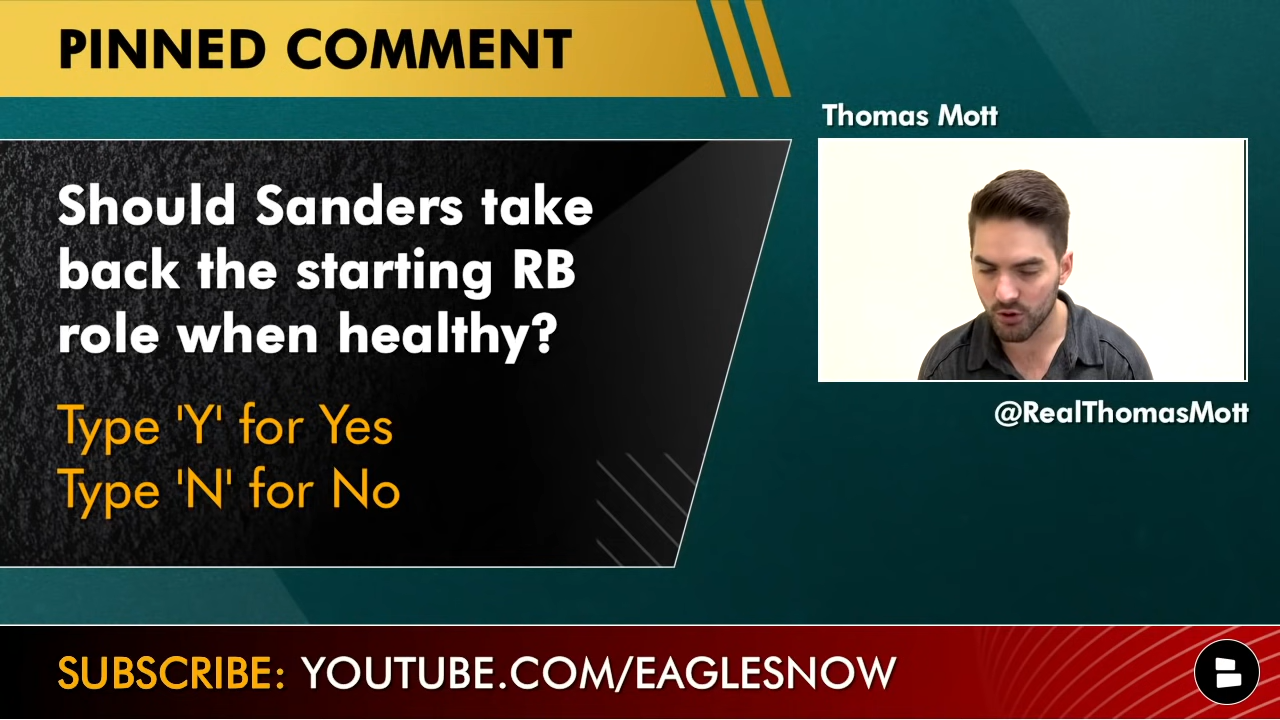 PINNED COMMENT
Thomas Mott
Should Sanders take
back the starting RB
role when healthy?
Type 'Y' for Yes
Type 'N' for No
@RealThomasMott
SUBSCRIBE: YOUTUBE.COM/EAGLESNOW